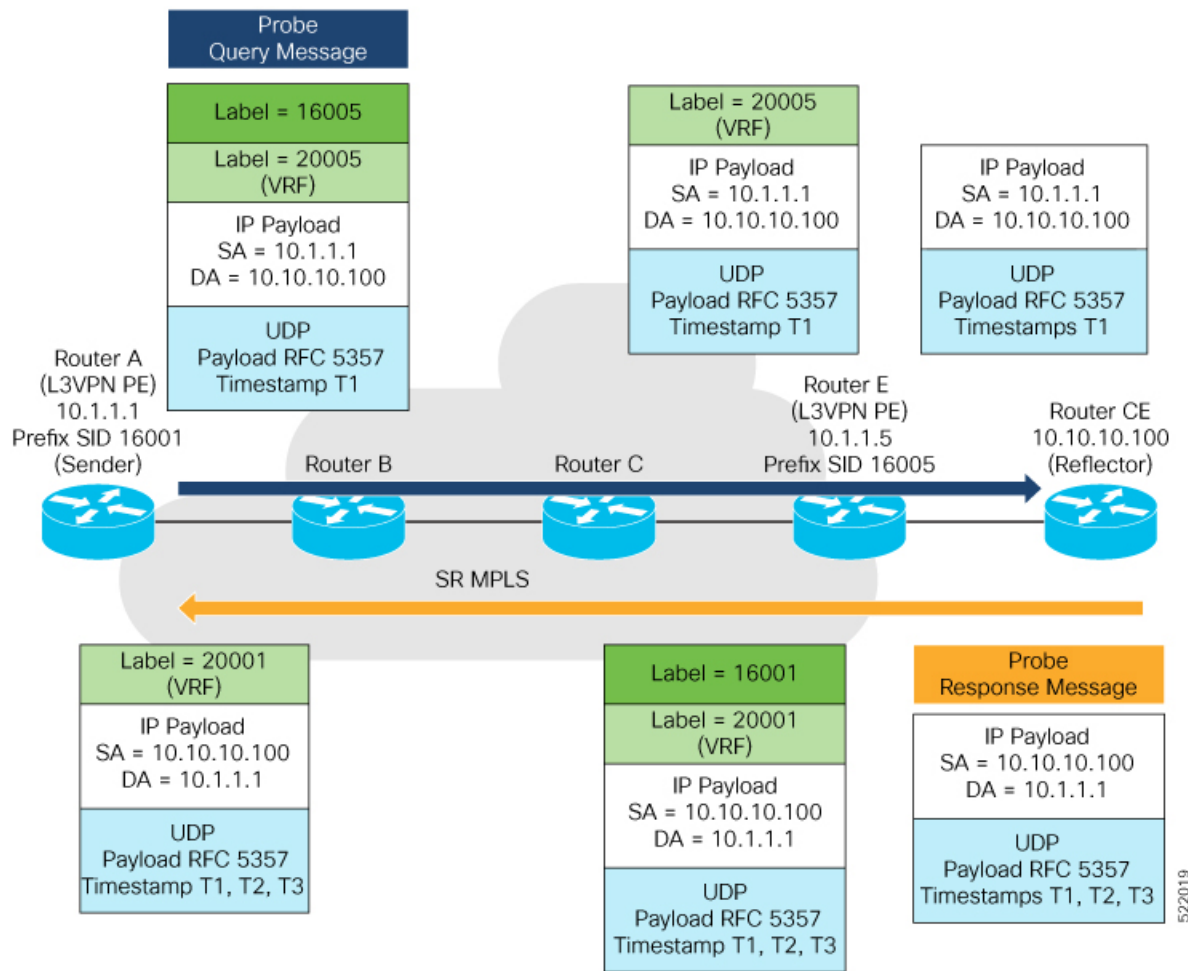 Probe
Query Message
Label = 16005
Label = 20005
(VRF)
IP Payload
SA = 10.1.1.1
DA = 10.10.10.100
UDP
Payload RFC 5357
Timestamp T1
Label = 20005
(VRF)
IP Payload
SA = 10.1.1.1
DA = 10.10.10.100
UDP
Payload RFC 5357
Timestamp T1
IP Payload
SA = 10.1.1.1
DA = 10.10.10.100
UDP
Payload RFC 5357
Timestamps T1
Router A
(L3VPN PE)
10.1.1.1
Prefix SID 16001
(Sender)
Router B
Router C
Router E
(L3VPN PE)
10.1.1.5
Prefix SID 16005
Router CE
10.10.10.100
(Reflector)
SR MPLS
Label = 20001
(VRF)
IP Payload
SA = 10.10.10.100
DA = 10.1.1.1
UDP
Payload RFC 5357
Timestamp T1, T2, T3
Label = 16001
Label = 20001
(VRF)
IP Payload
SA = 10.10.10.100
DA = 10.1.1.1
UDP
Payload RFC 5357
Timestamp T1, T2, T3
Probe
Response Message
IP Payload
SA = 10.10.10.100
DA = 10.1.1.1
UDP
Payload RFC 5357
Timestamps T1, T2, T3
522019